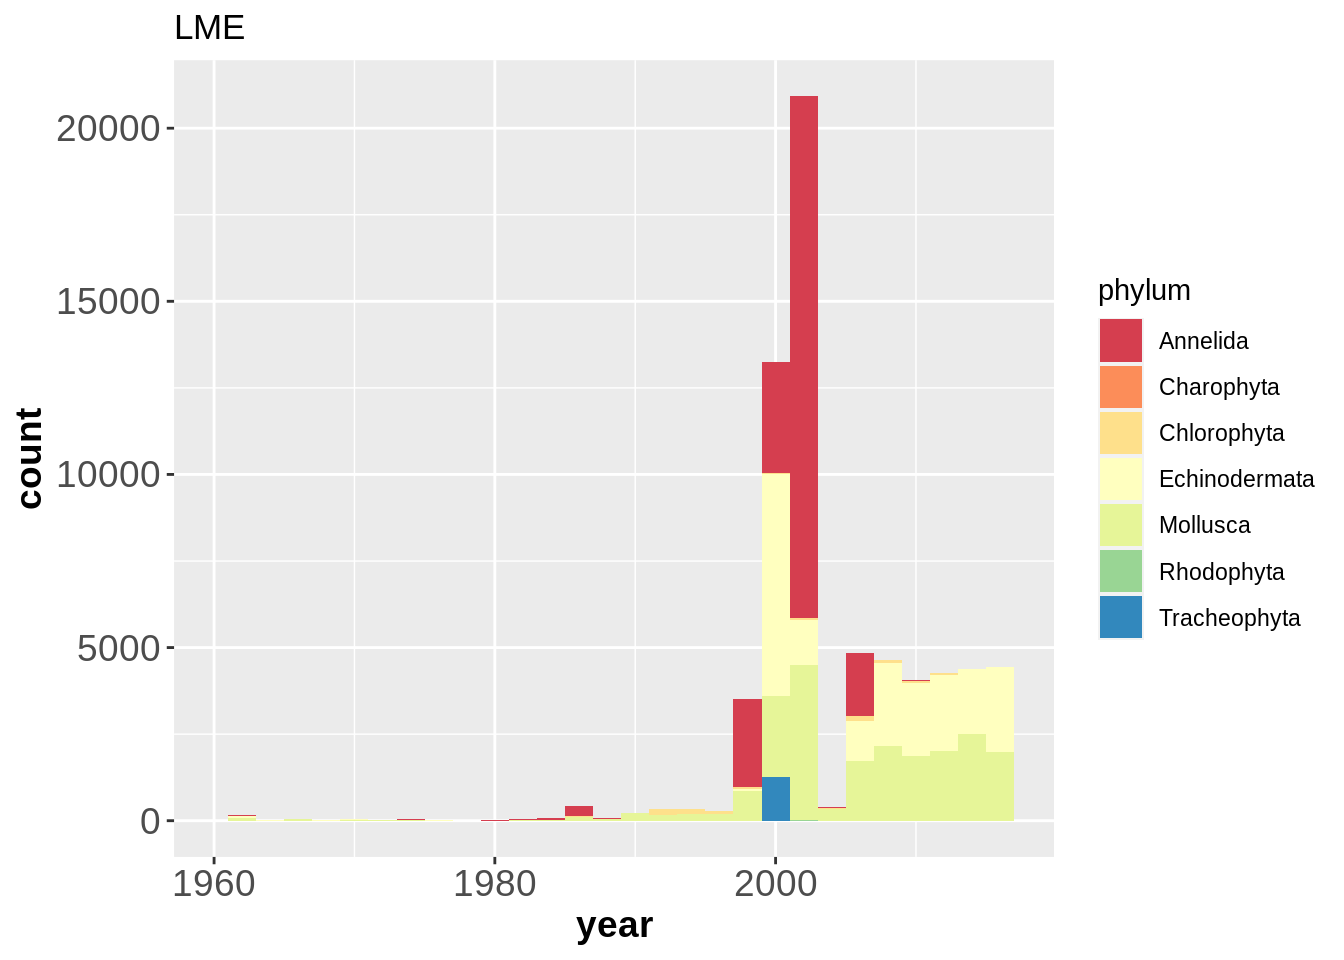 LME
20000
15000
10000
5000
0
count
1960
1980
2000
year
phylum
Annelida
Charophyta
Chlorophyta
Echinodermata
Mollusca
Rhodophyta
Tracheophyta